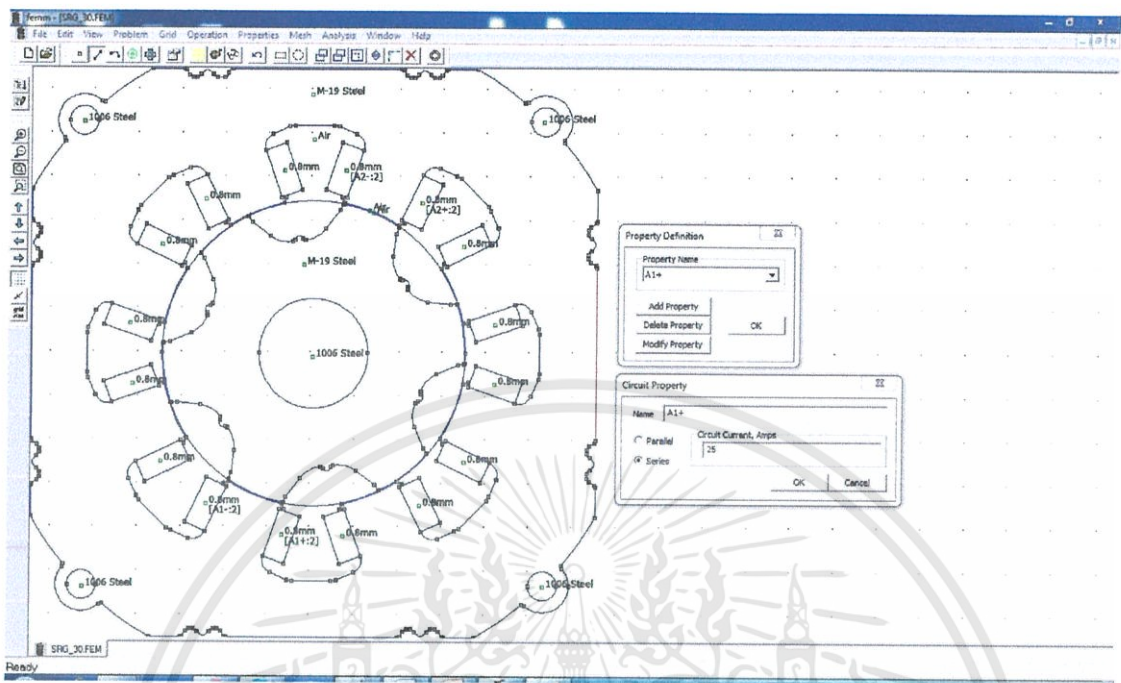 femm - [SRG_30.FEM]
File Edit View Problem Grid Operation Properties Mesh Analysis Window Help
M-19 Steel
1006 Steel
1006 Steel
Air
0.8mm
0.8mm
[A2-:2]
0.8mm
0.8mm
[A2+:2]
Air
Air
0.8mm
0.8mm
M-19 Steel
0.8mm
0.8mm
1006 Steel
0.8mm
0.8mm
0.8mm
0.8mm
0.8mm
[A1-:2]
0.8mm
0.8mm
[A1+:2]
0.8mm
1006 Steel
1006 Steel
Property Definition
Property Name
A1+
Add Property
Delete Property
OK
Modify Property
Circuit Property
Name A1+
Parallel
Series
Circuit Current, Amps
25
OK Cancel
SRG_30.FEM
Ready